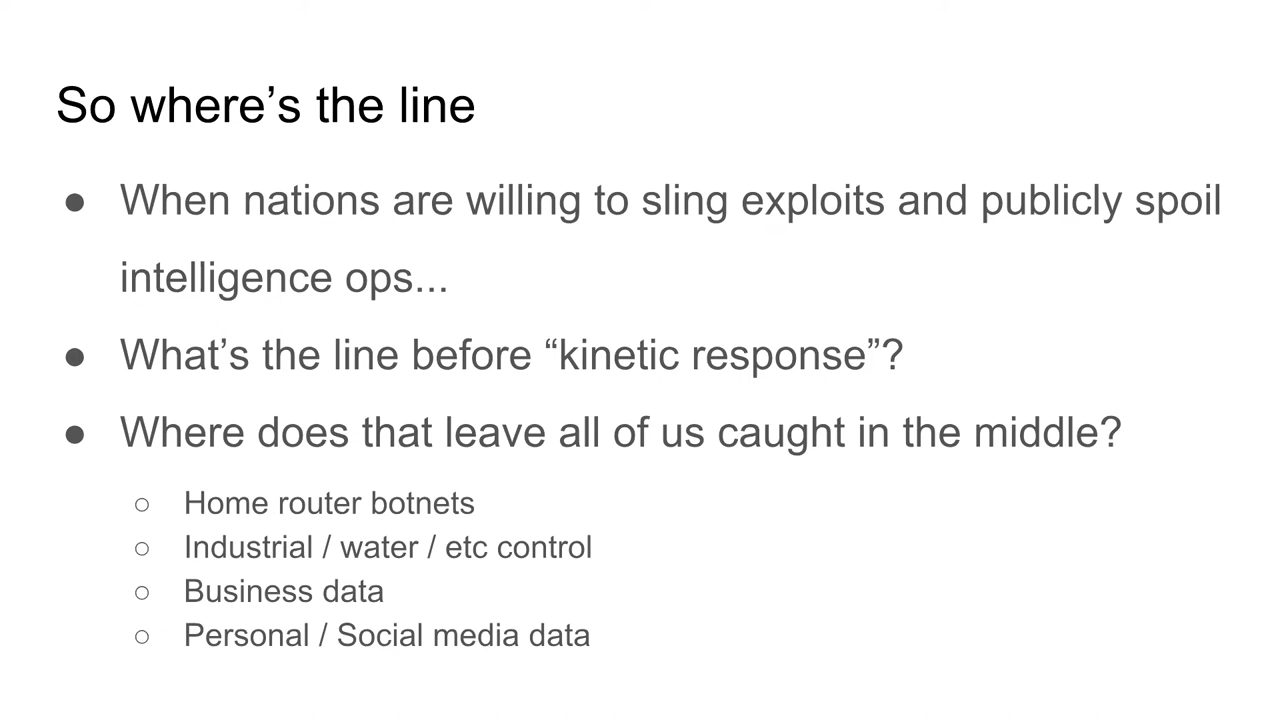 So where’s the line
● When nations are willing to sling exploits and publicly spoil
intelligence ops...
● What’s the line before “kinetic response”?
● Where does that leave all of us caught in the middle?
○ Home router botnets
○ Industrial / water / etc control
○ Business data
○ Personal / Social media data